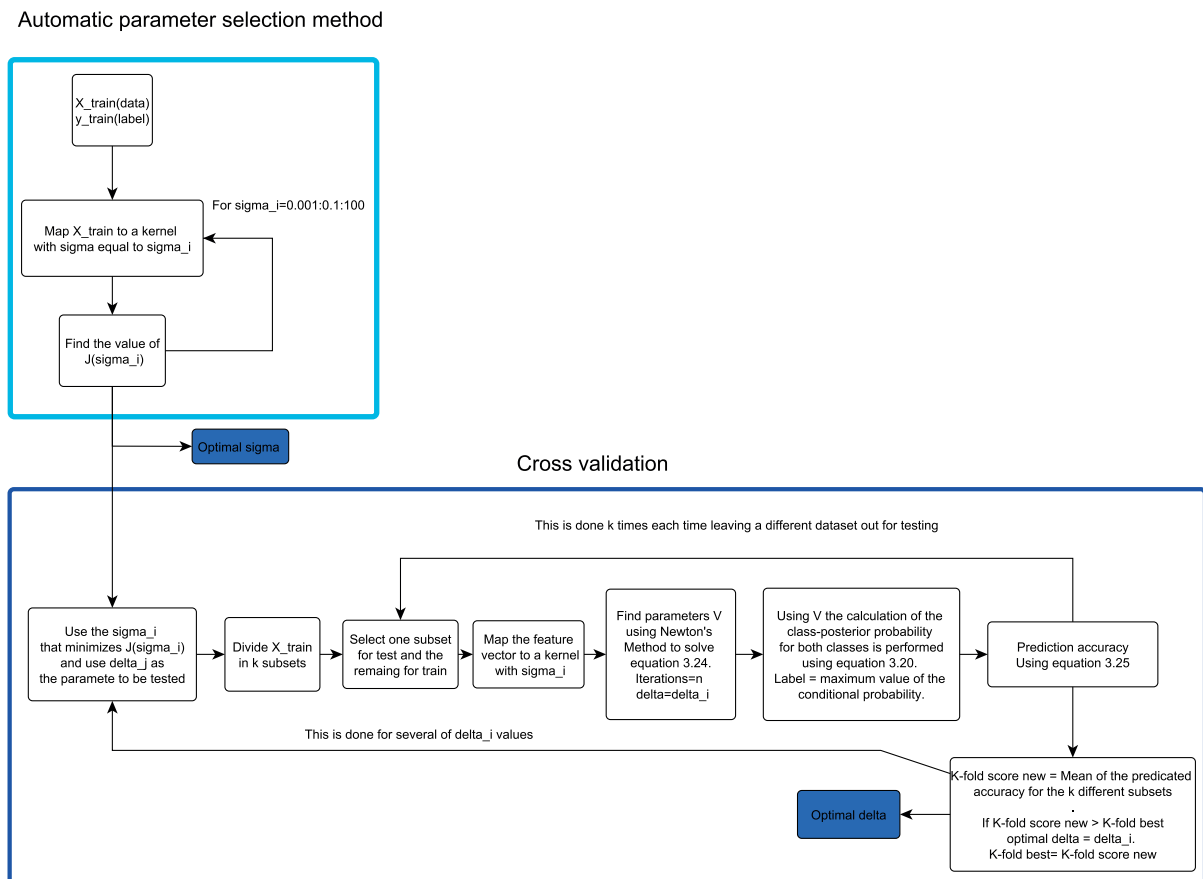 Automatic parameter selection method
X_train(data)
y_train(label)
For sigma_i=0.001:0.1:100
Map X_train to a kernel
with sigma equal to sigma_i
Find the value of
J(sigma_i)
Optimal sigma
Cross validation
This is done k times each time leaving a different dataset out for testing
Use the sigma_i
that minimizes J(sigma_i)
and use delta_j as
the paramete to be tested
Divide X_train
in k subsets
Select one subset
for test and the
remaing for train
Map the feature
vector to a kernel
with sigma_i
Find parameters V
using Newton's
Method to solve
equation 3.24.
Iterations=n
delta=delta_i
Using V the calculation of the
class-posterior probability
for both classes is performed
using equation 3.20.
Label = maximum value of the
conditional probability.
Prediction accuracy
Using equation 3.25
This is done for several of delta_i values
K-fold score new = Mean of the predicated
accuracy for the k different subsets
.
If K-fold score new > K-fold best
optimal delta = delta_i.
K-fold best= K-fold score new
Optimal delta